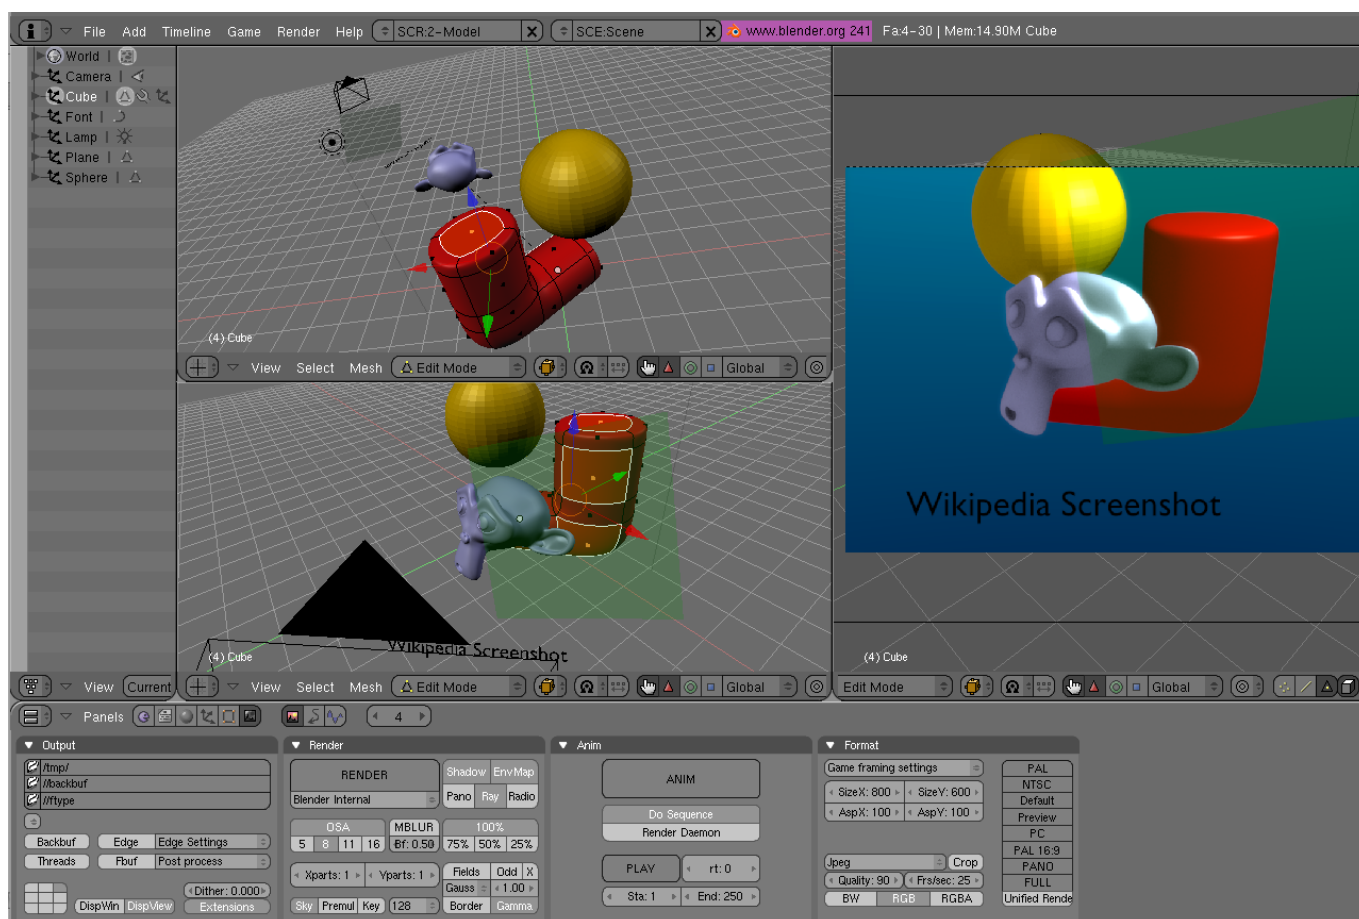 File Add Timeline Game Render Help SCR:2-Model X SCE:Scene X www.blender.org 241 Fa:4-30 | Mem:14.90M Cube
World
Camera
Cube
Font
Lamp
Plane
Sphere
(4) Cube
View Select Mesh Edit Mode Global
Wikipedia Screenshot
(4) Cube
View Current
View Select Mesh Edit Mode Global
Wikipedia Screenshot
(4) Cube
Edit Mode Global
Panels 4
Output
/tmp/
//backbuf
//ftype
Backbuf Edge Edge Settings
Threads Fbuf Post process
Dither: 0.000
DispWin DispView Extensions
Render
RENDER
Blender Internal
Shadow EnvMap
Pano Ray Radio
OSA MBLUR 100%
5 8 11 16 Bf: 0.50 75% 50% 25%
Xparts: 1 Yparts: 1
Fields Odd X
Gauss 1.00
Sky Premul Key 128 Border Gamma
Anim
ANIM
Do Sequence
Render Daemon
PLAY rt: 0
Sta: 1 End: 250
Format
Game framing settings
SizeX: 800 SizeY: 600
AspX: 100 AspY: 100
Jpeg Crop
Quality: 90 Frs/sec: 25
BW RGB RGBA
PAL
NTSC
Default
Preview
PC
PAL 16:9
PANO
FULL
Unified Rende